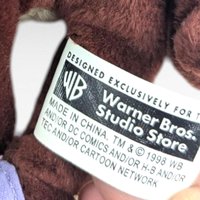 DESIGNED EXCLUSIVELY FOR T
WB
Warner Bros.
Studio Store
MADE IN CHINA. TM & © 1998 WB
AND/OR DC COMICS AND/OR H-B AND/OR
TEC AND/OR CARTOON NETWORK